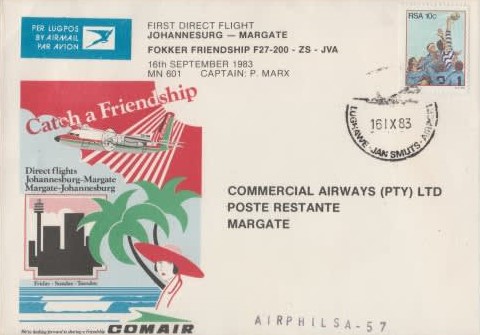 PER LUGPOS
BY AIRMAIL
PAR AVION
FIRST DIRECT FLIGHT
JOHANNESURG — MARGATE
FOKKER FRIENDSHIP F27-200 - ZS - JVA
16th SEPTEMBER 1983
MN 601 CAPTAIN: P. MARX
RSA 10c
LUGHAWE-JAN SMUTS-AIRPORT
16 IX 83
Catch a Friendship
Direct flights
Johannesburg-Margate
Margate-Johannesburg
Friday - Sunday - Tuesday
We're looking forward to sharing a friendship
COMAIR
COMMERCIAL AIRWAYS (PTY) LTD
POSTE RESTANTE
MARGATE
AIRPHILSA-57